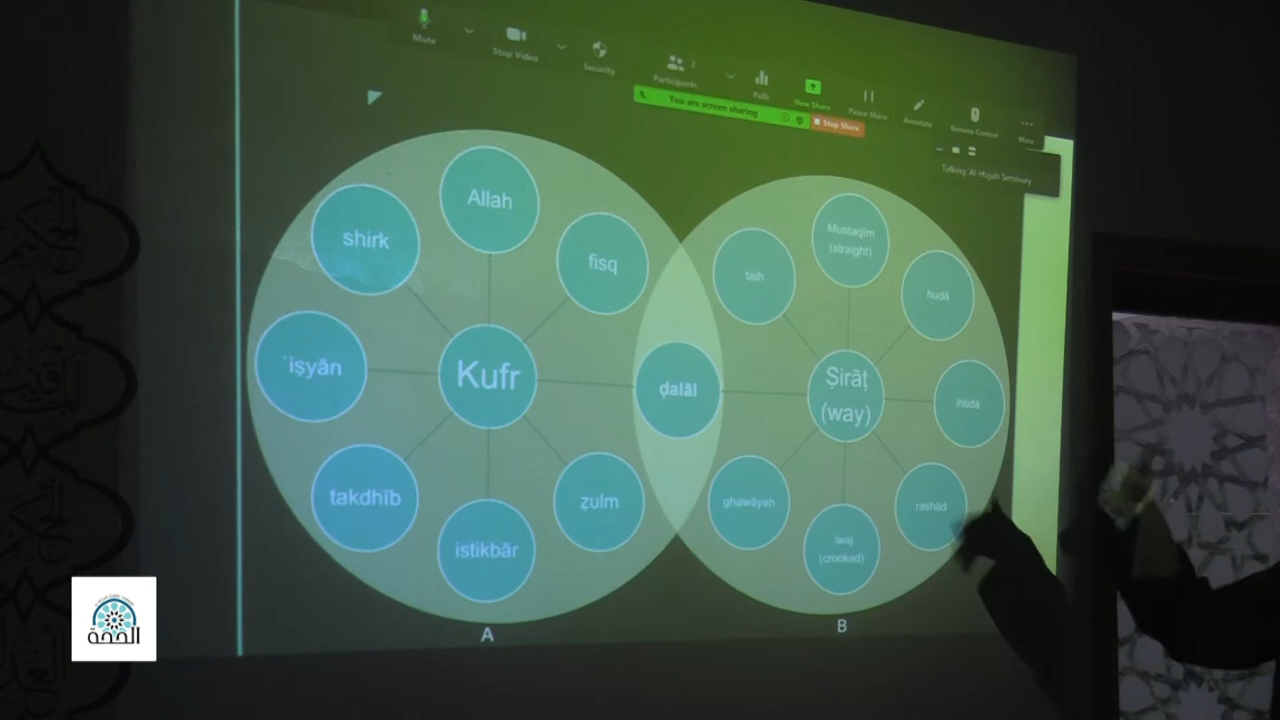 Mute
Stop Video
Security
Participants
2
Polls
New Share
Pause Share
Annotate
Remote Control
More
You are screen sharing
Stop Share
Talking: Al-Hujjah Seminary
Allah
shirk
fisq
ʿiṣyān
Kufr
ḍalāl
takdhīb
istikbār
ẓulm
A
Mustaqīm
(straight)
taih
hudā
Ṣirāṭ
(way)
ihtidā
ghawāyah
rashād
iwaj
(crooked)
B
الحجة